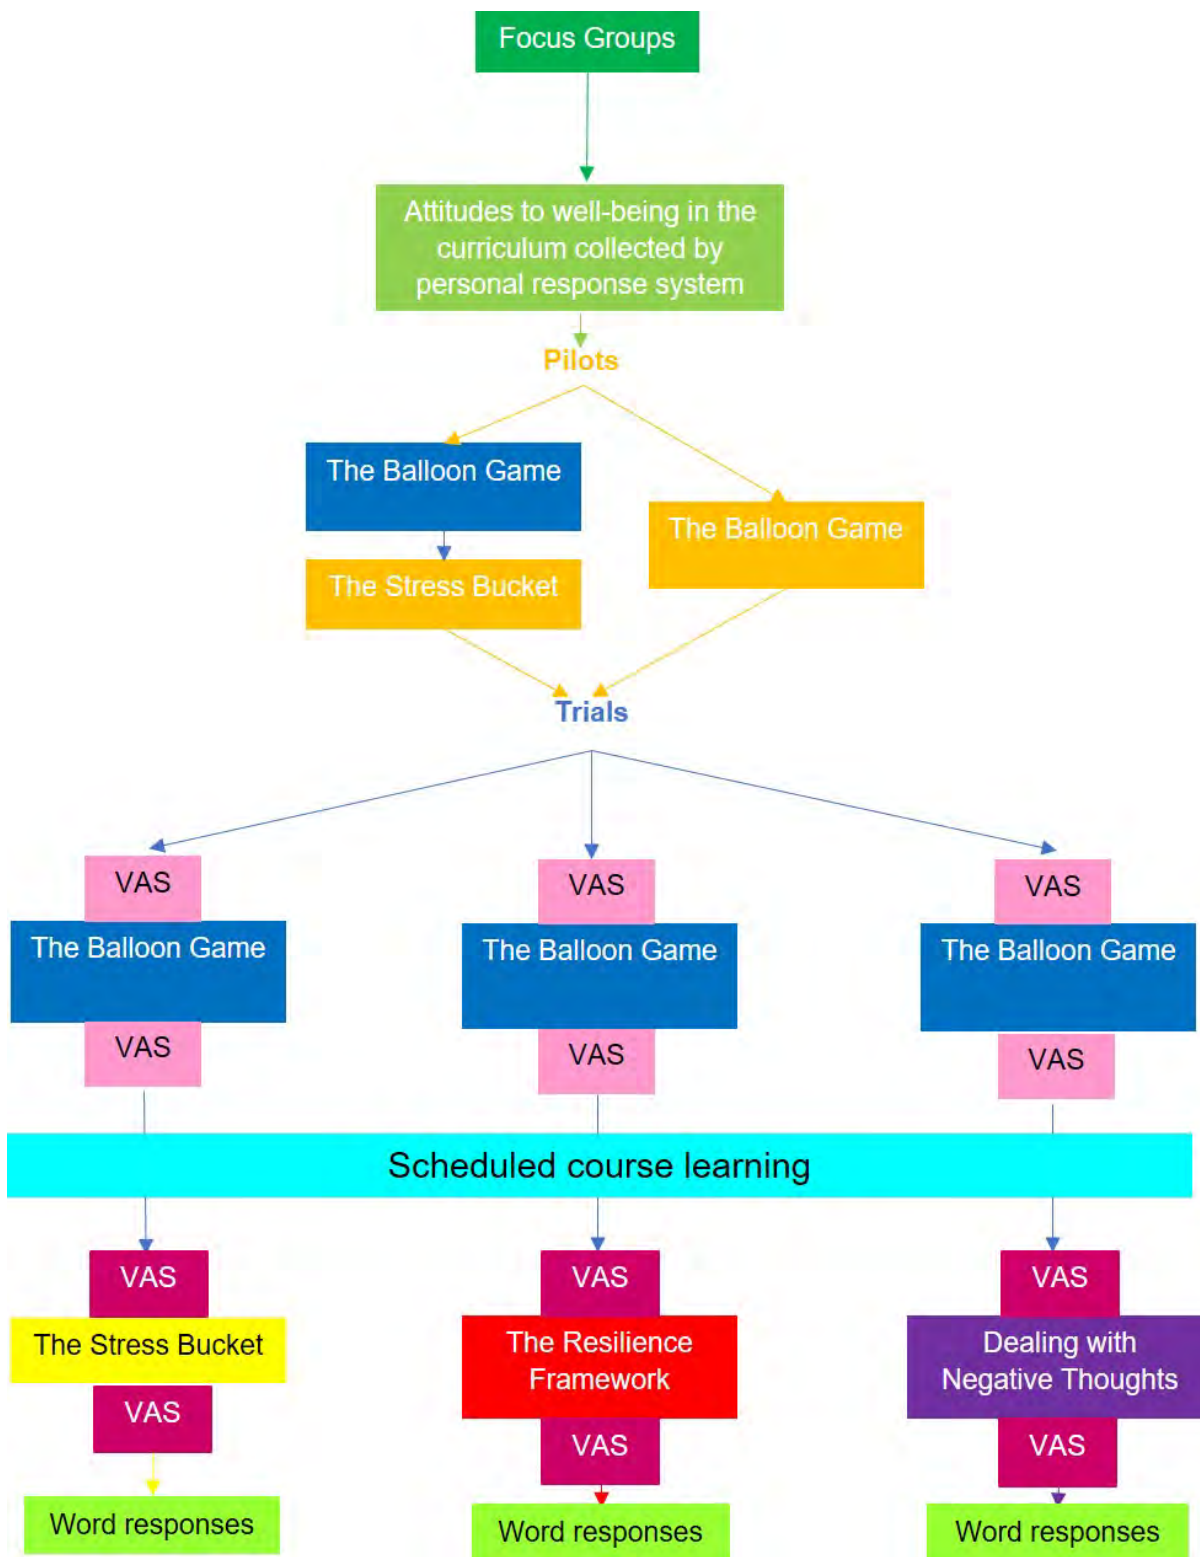 Focus Groups
Attitudes to well-being in the
curriculum collected by
personal response system
Pilots
The Balloon Game
The Balloon Game
The Stress Bucket
Trials
VAS
VAS
VAS
The Balloon Game
The Balloon Game
The Balloon Game
VAS
VAS
VAS
Scheduled course learning
VAS
VAS
VAS
The Stress Bucket
The Resilience
Framework
Dealing with
Negative Thoughts
VAS
VAS
VAS
Word responses
Word responses
Word responses